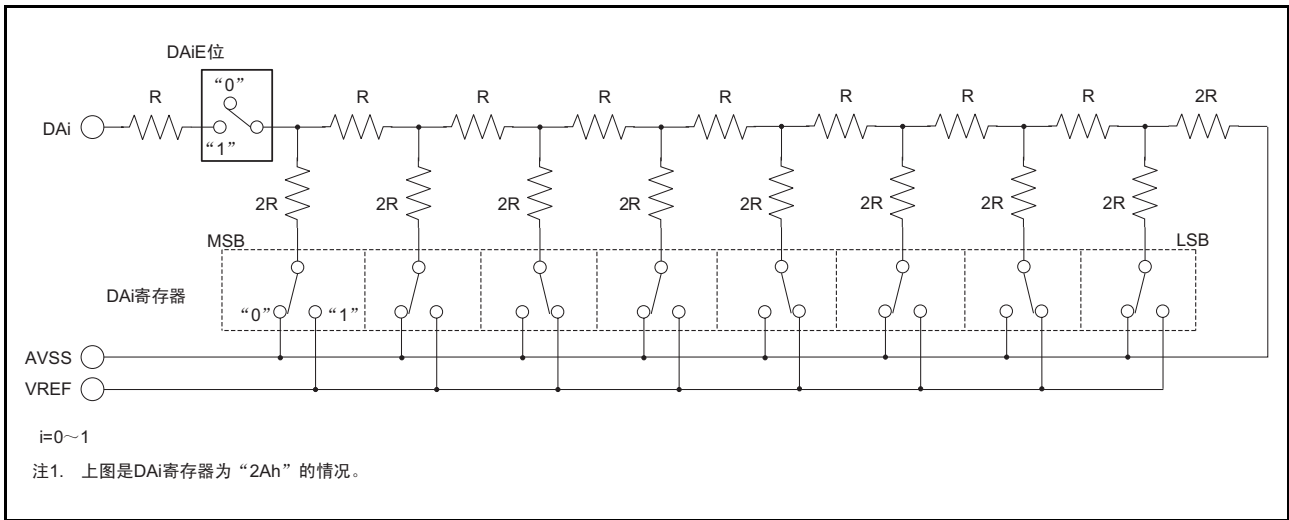 DAiE位
“0”
R R R R R R R R 2R
DAi
“1”
2R 2R 2R 2R 2R 2R 2R 2R
MSB LSB
DAi寄存器
“0” “1”
AVSS
VREF
i=0～1
注1. 上图是DAi寄存器为“2Ah”的情况。